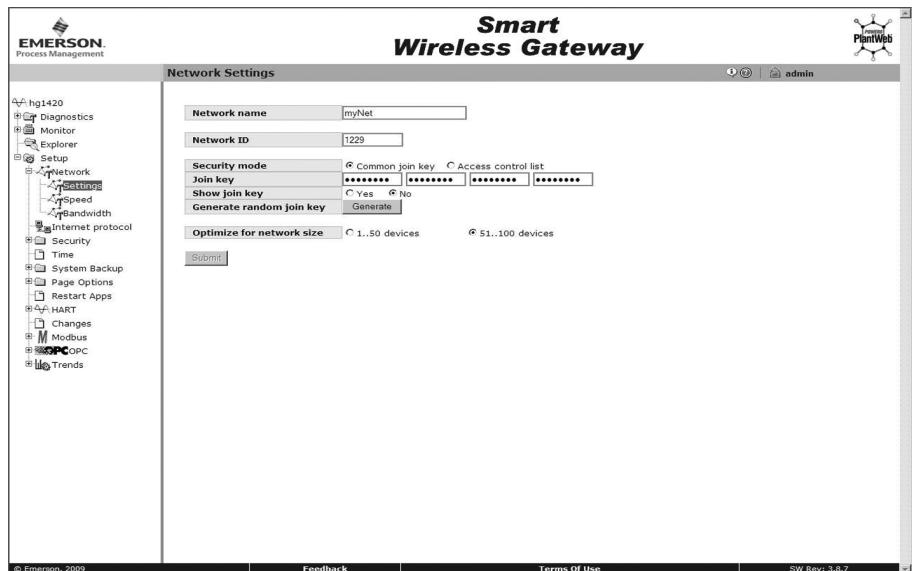 EMERSON.
Process Management
Smart
Wireless Gateway
POWERED
PlantWeb
Network Settings
admin
hg1420
Diagnostics
Monitor
Explorer
Setup
Network
Settings
Speed
Bandwidth
Internet protocol
Security
Time
System Backup
Page Options
Restart Apps
HART
Changes
Modbus
OPC OPC
Trends
Network name myNet
Network ID 1229
Security mode Common join key Access control list
Join key •••••••• •••••••• •••••••• ••••••••
Show join key Yes No
Generate random join key Generate
Optimize for network size 1..50 devices 51..100 devices
Submit
© Emerson, 2009 Feedback Terms Of Use SW Rev: 3.8.7